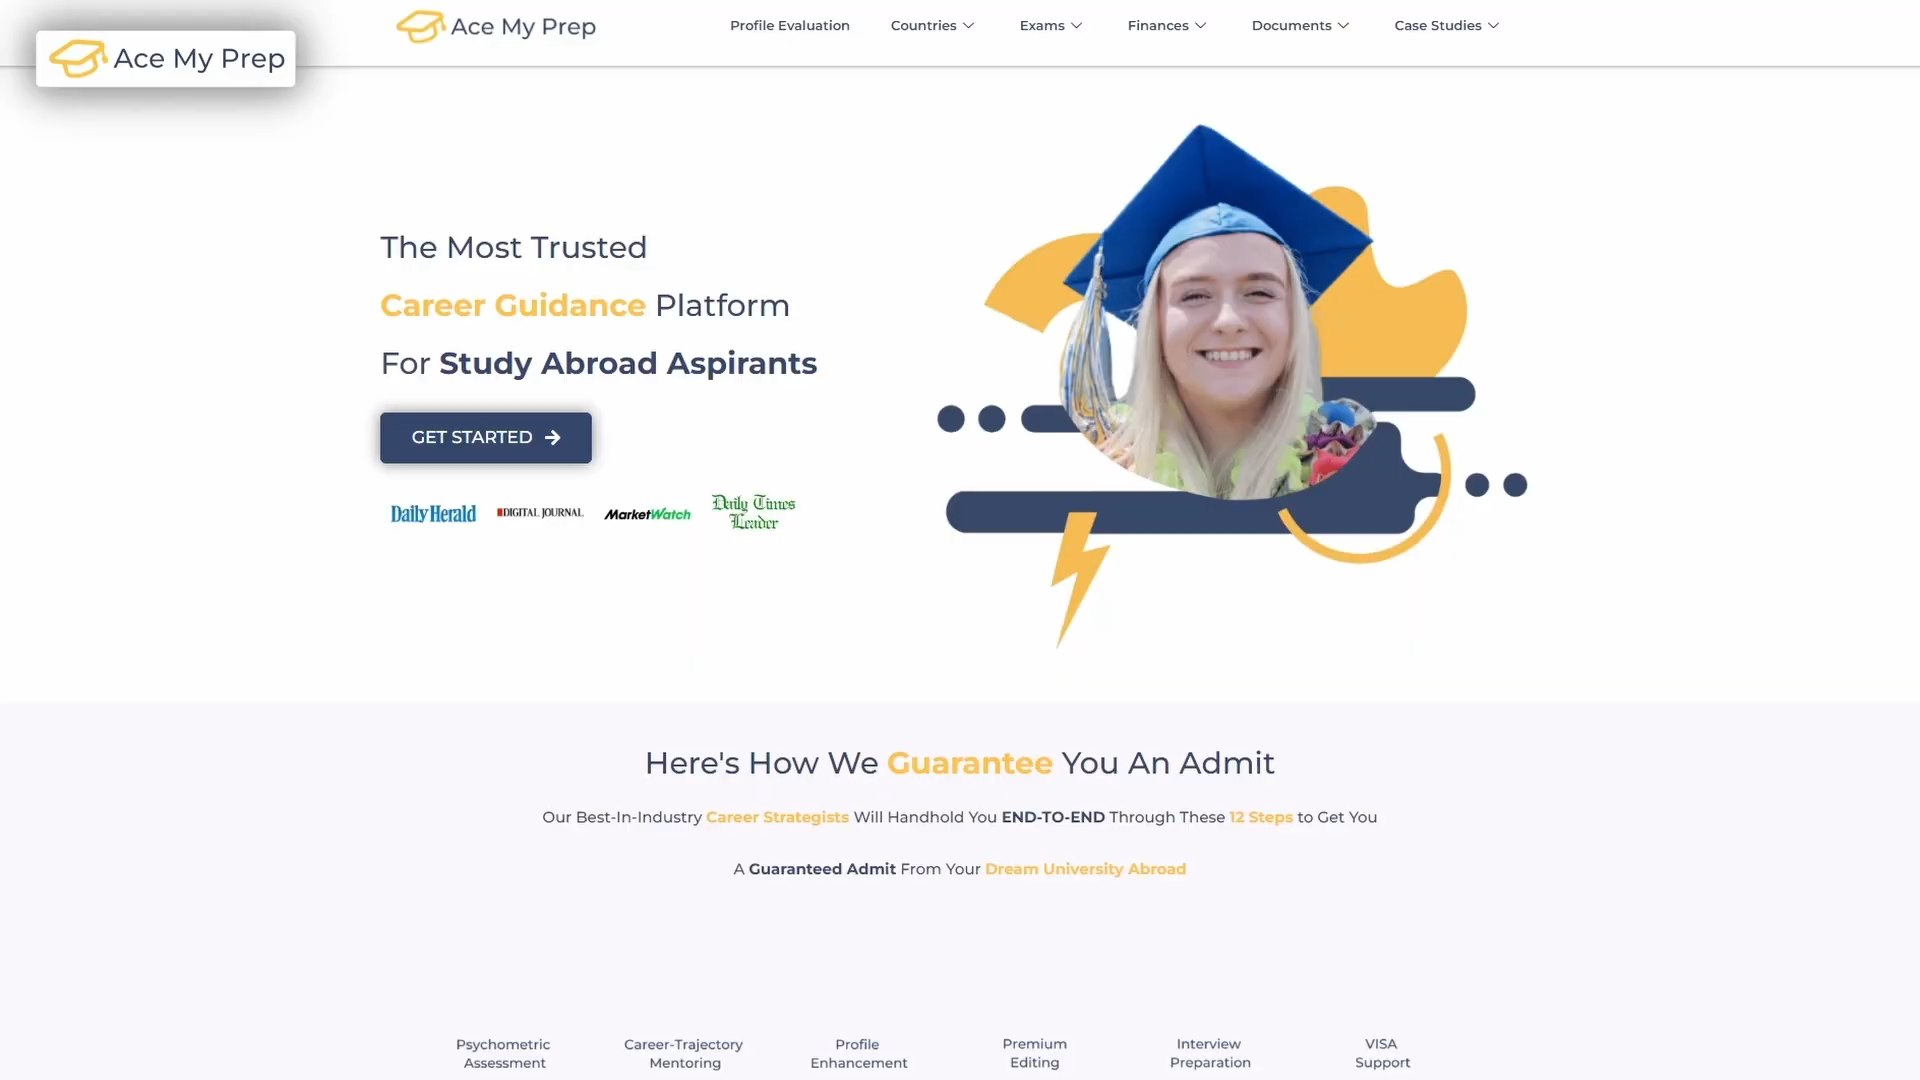 Ace My Prep
Ace My Prep
Profile Evaluation
Countries
Exams
Finances
Documents
Case Studies
The Most Trusted
Career Guidance Platform
For Study Abroad Aspirants
GET STARTED
Daily Herald
DIGITAL JOURNAL
MarketWatch
Daily Times
Leader
Here's How We Guarantee You An Admit
Our Best-In-Industry Career Strategists Will Handhold You END-TO-END Through These 12 Steps to Get You
A Guaranteed Admit From Your Dream University Abroad
Psychometric
Assessment
Career-Trajectory
Mentoring
Profile
Enhancement
Premium
Editing
Interview
Preparation
VISA
Support